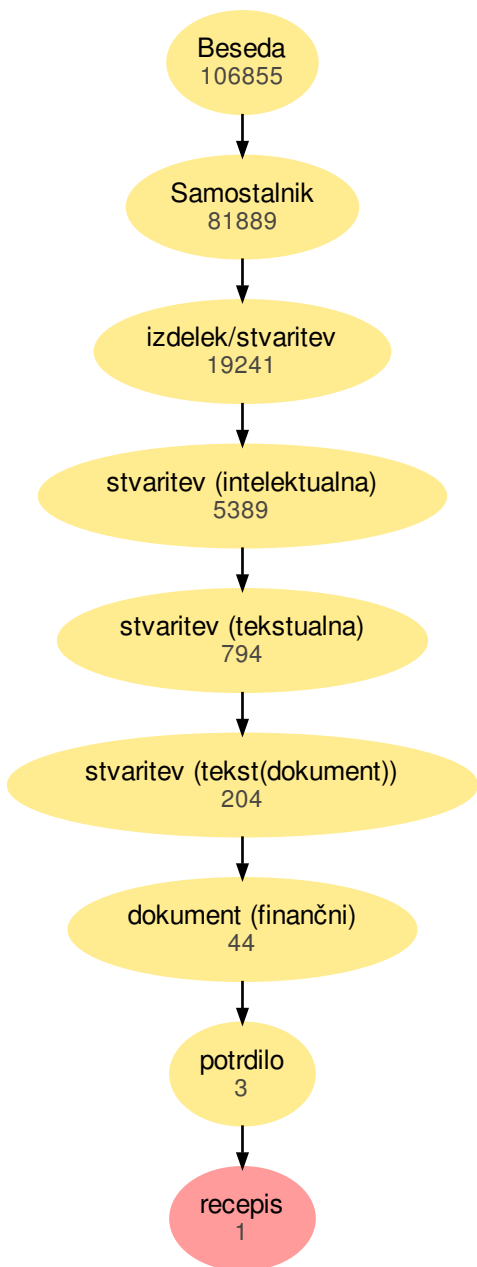 Beseda
106855
Samostalnik
81889
izdelek/stvaritev
19241
stvaritev (intelektualna)
5389
stvaritev (tekstualna)
794
stvaritev (tekst(dokument))
204
dokument (finančni)
44
potrdilo
3
recepis
1